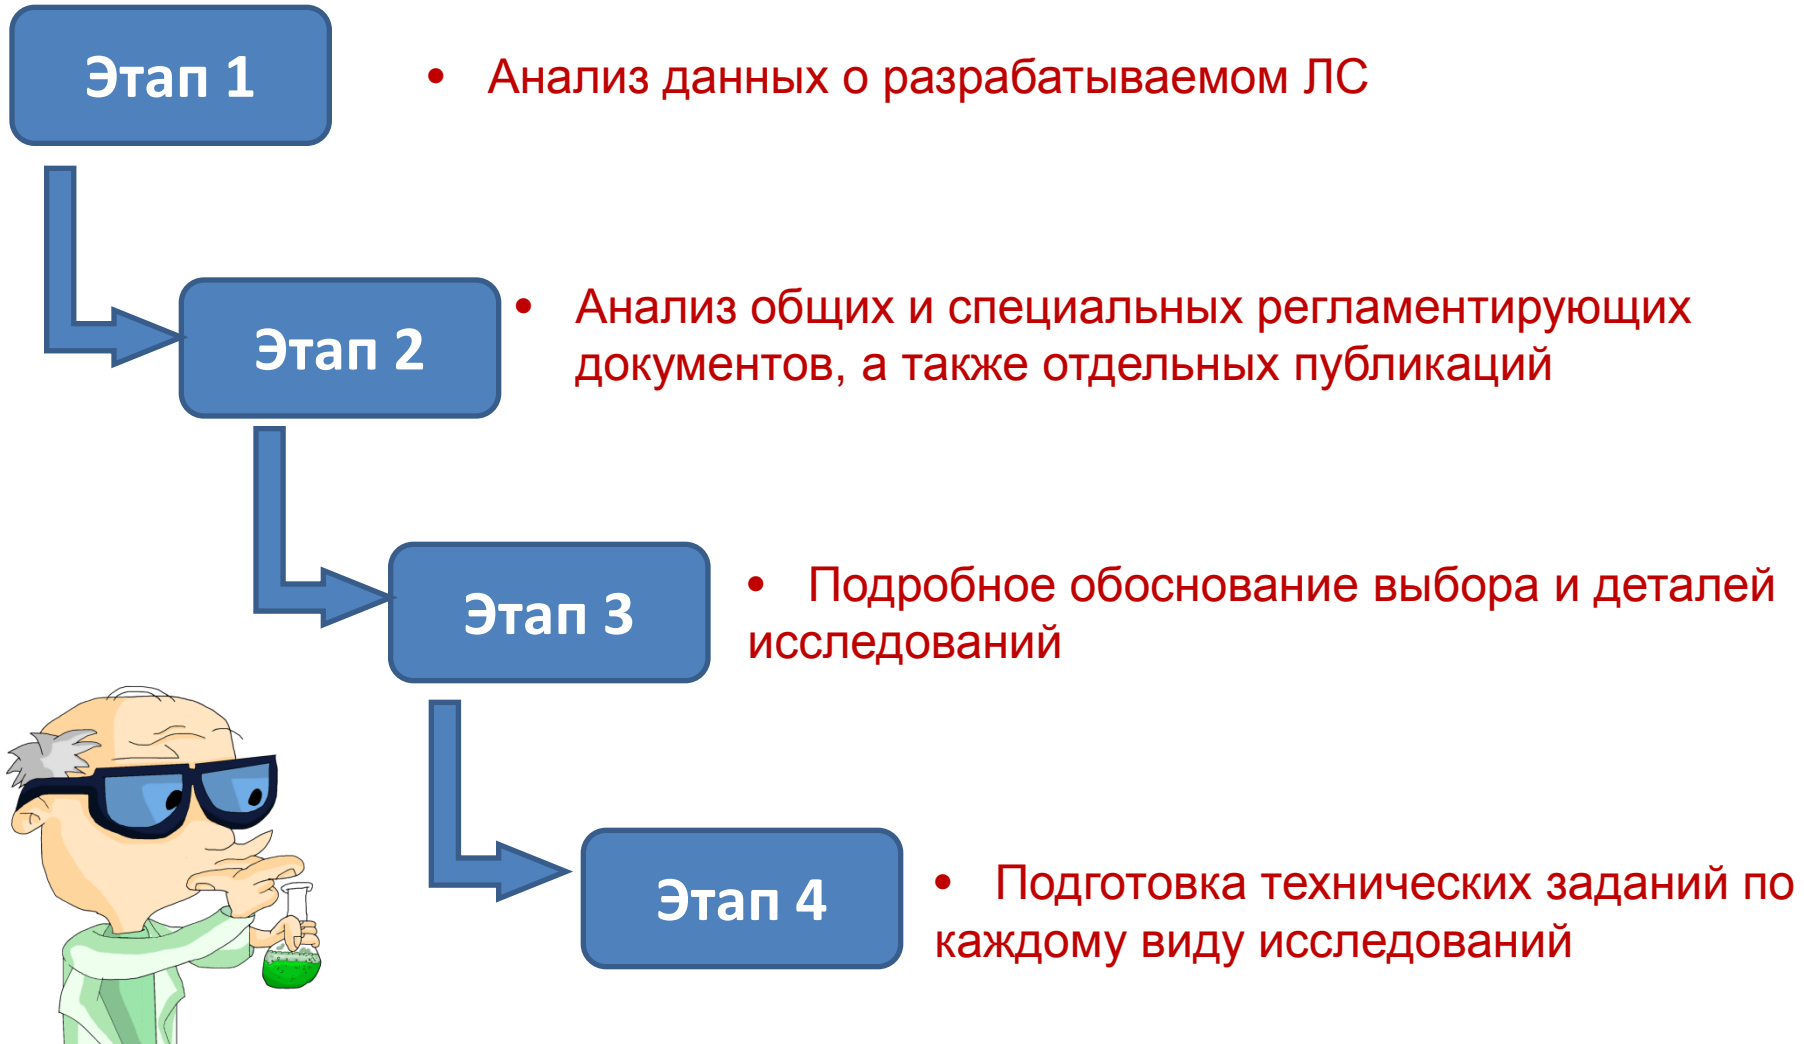 Этап 1
• Анализ данных о разрабатываемом ЛС
Этап 2
• Анализ общих и специальных регламентирующих
документов, а также отдельных публикаций
Этап 3
• Подробное обоснование выбора и деталей
исследований
Этап 4
• Подготовка технических заданий по
каждому виду исследований